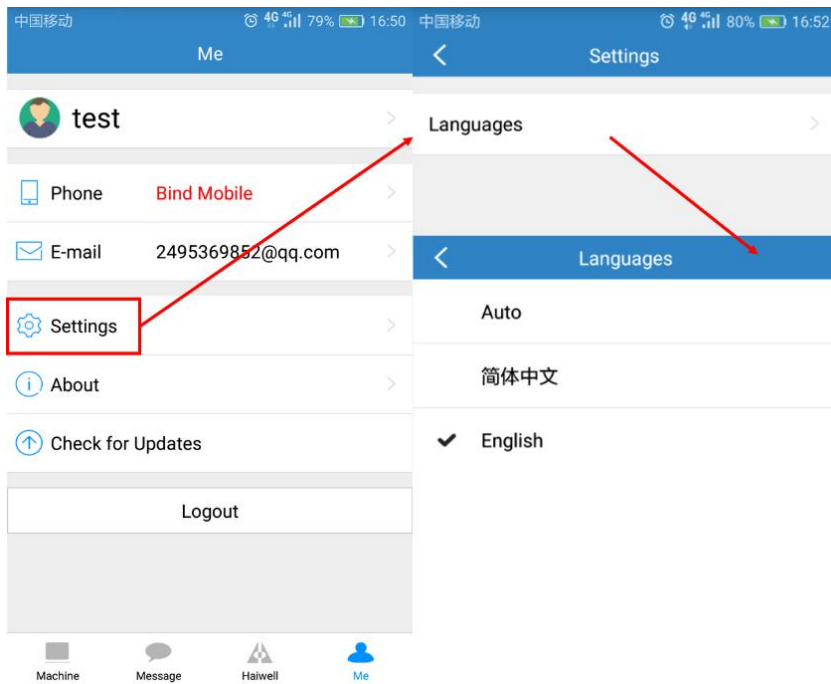 中国移动 4G 4G 79% 16:50
Me
test
Phone Bind Mobile
E-mail 2495369852@qq.com
Settings
About
Check for Updates
Logout
Machine Message Haiwell Me
中国移动 4G 4G 80% 16:52
Settings
Languages
Languages
Auto
简体中文
English